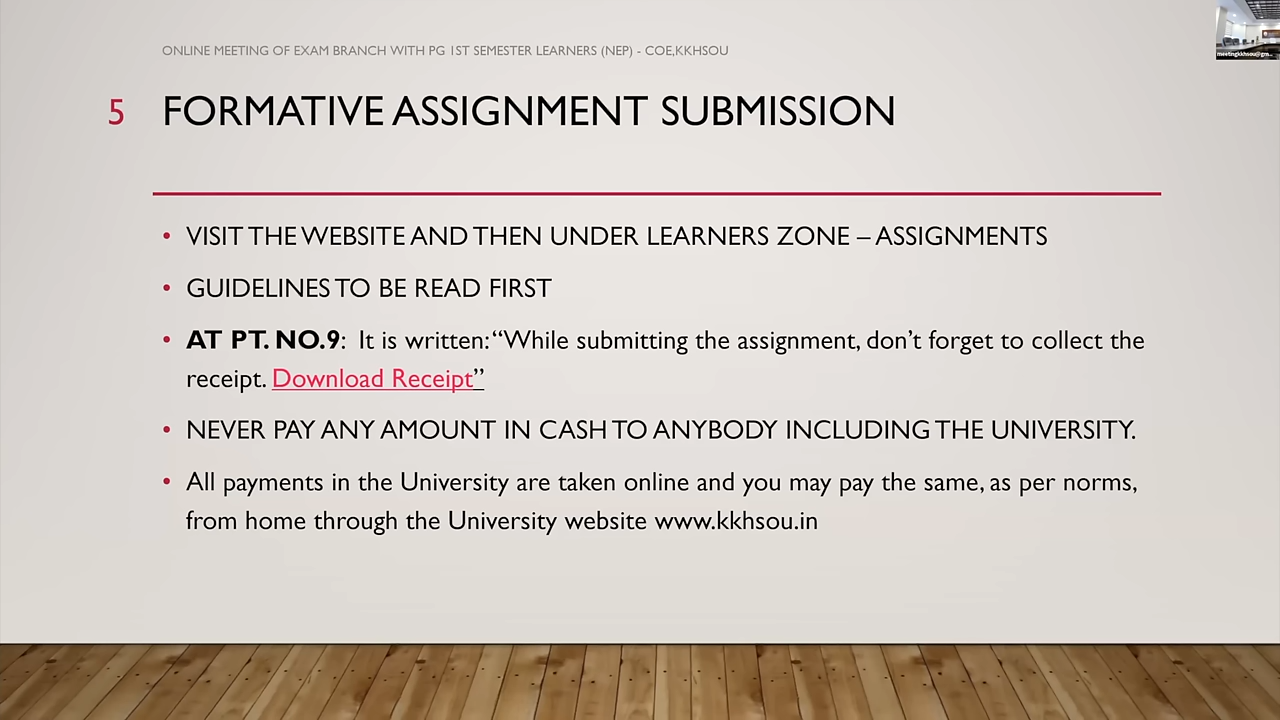 ONLINE MEETING OF EXAM BRANCH WITH PG 1ST SEMESTER LEARNERS (NEP) - COE,KKHSOU
meetingkkhsou@gm...
5 FORMATIVE ASSIGNMENT SUBMISSION
• VISIT THE WEBSITE AND THEN UNDER LEARNERS ZONE – ASSIGNMENTS
• GUIDELINES TO BE READ FIRST
• AT PT. NO.9: It is written: “While submitting the assignment, don’t forget to collect the
receipt. Download Receipt”
• NEVER PAY ANY AMOUNT IN CASH TO ANYBODY INCLUDING THE UNIVERSITY.
• All payments in the University are taken online and you may pay the same, as per norms,
from home through the University website www.kkhsou.in